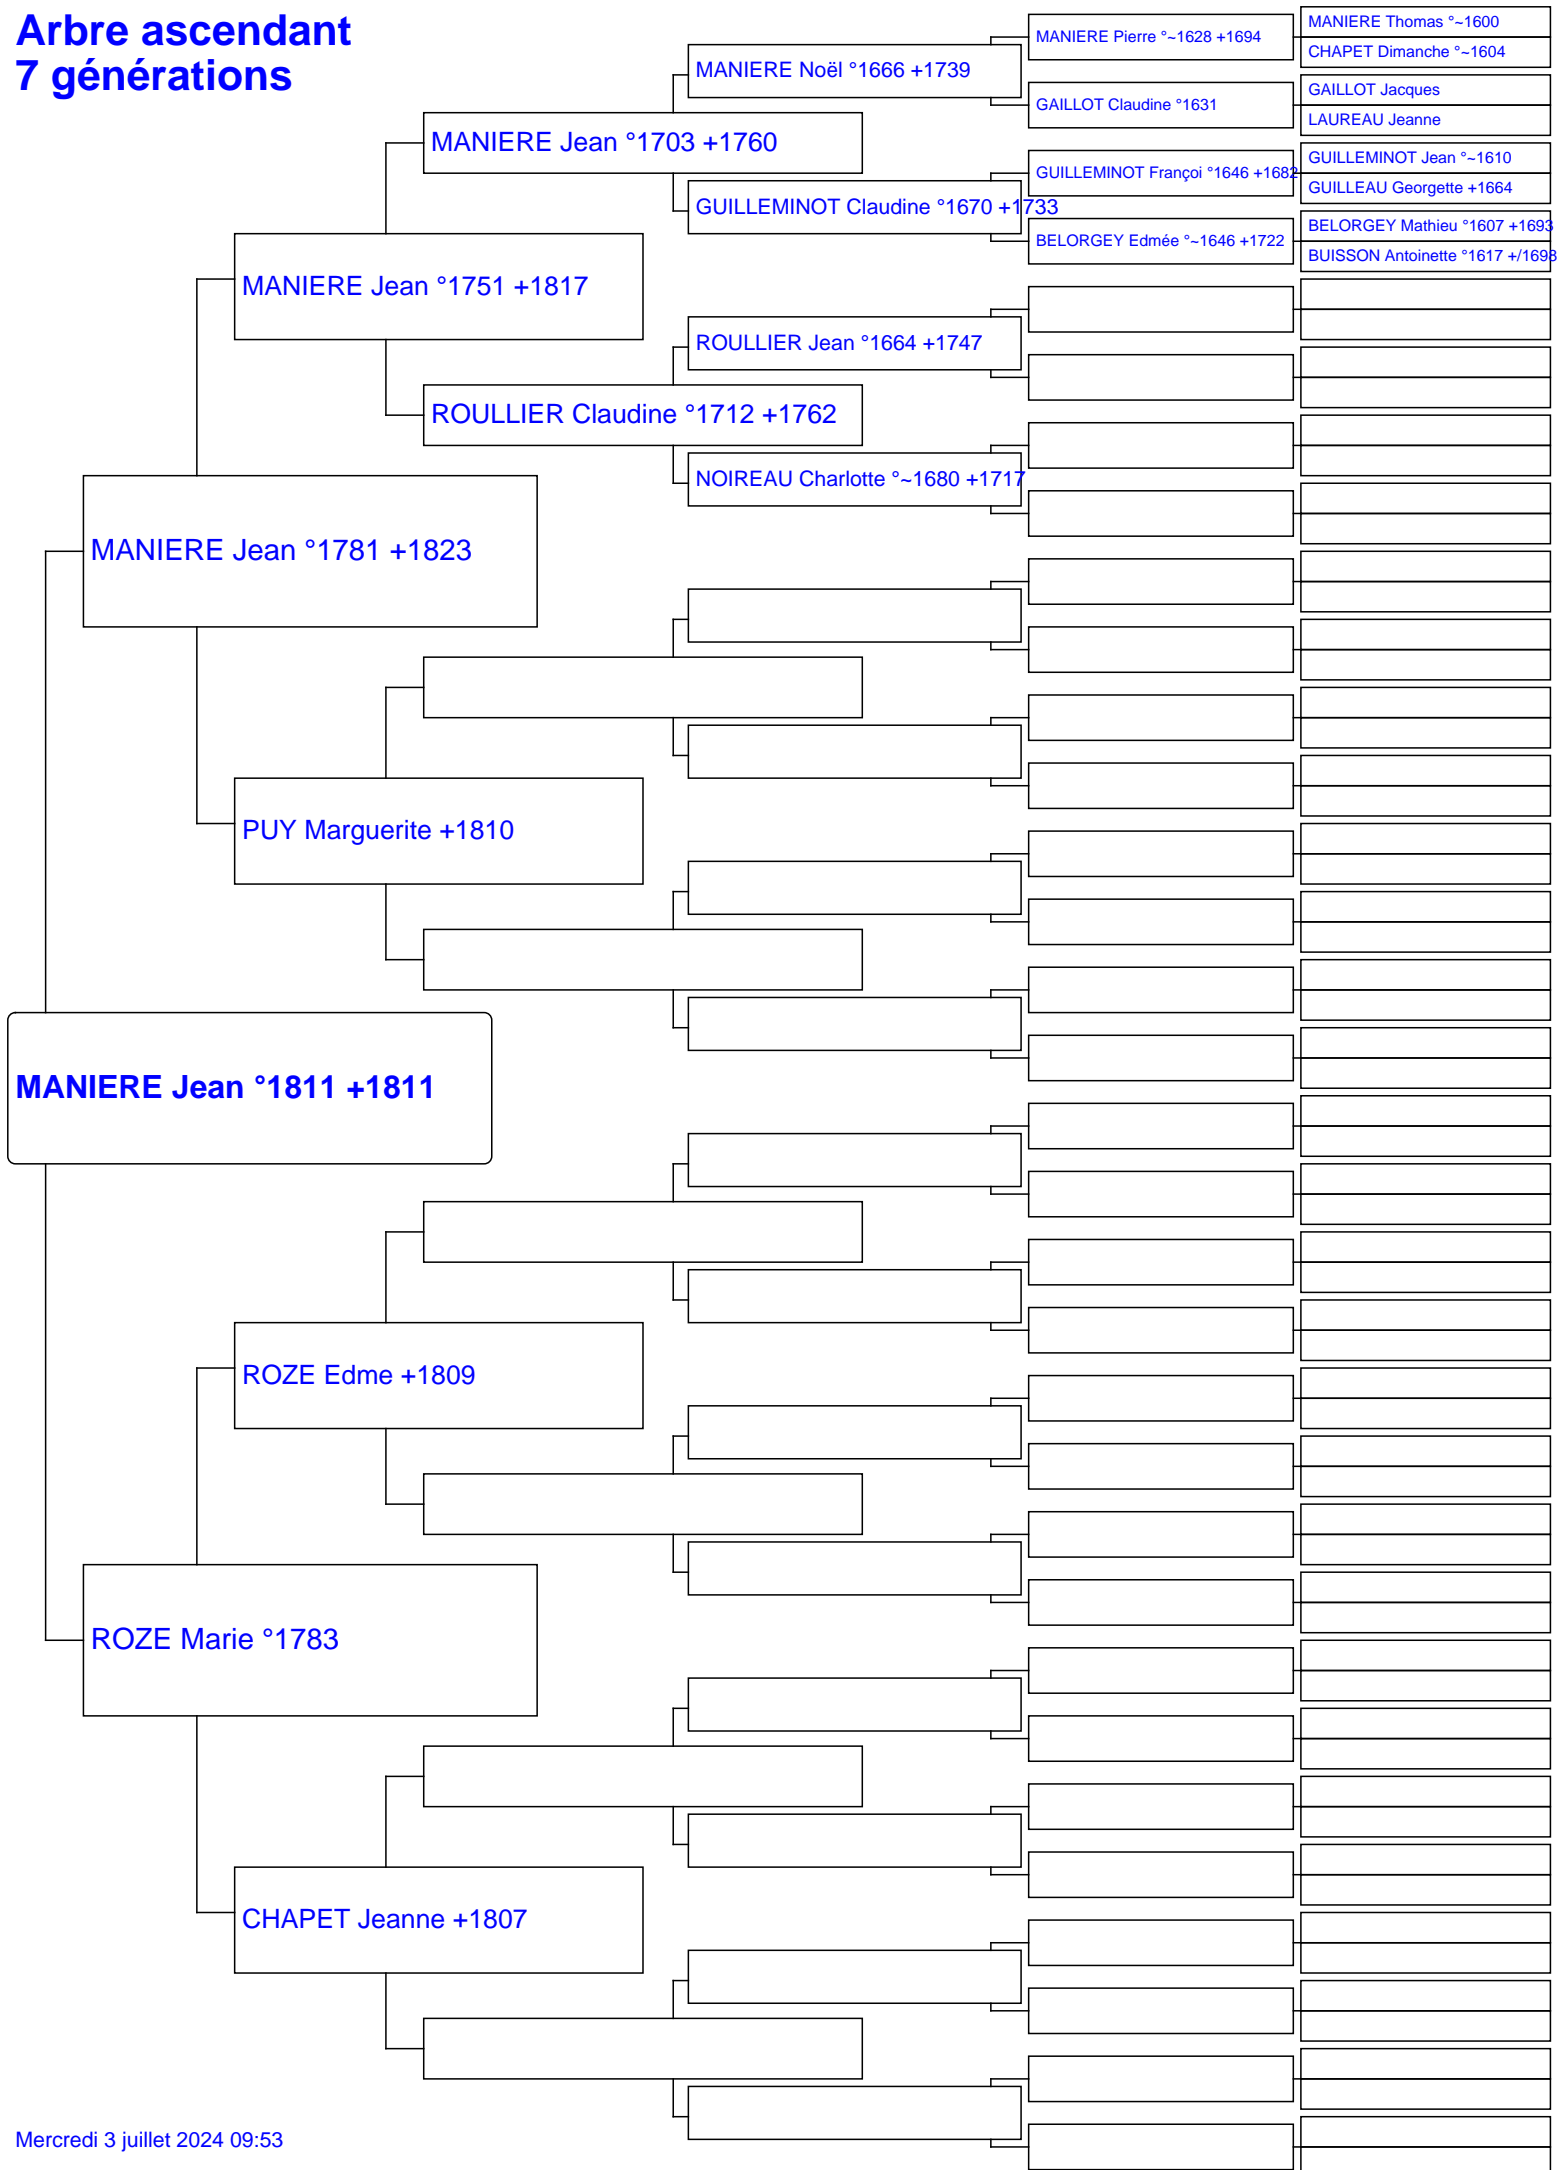 Arbre ascendant
7 générations
MANIERE Thomas °~1600
MANIERE Pierre °~1628 +1694
CHAPET Dimanche °~1604
MANIERE Noël °1666 +1739
GAILLOT Jacques
GAILLOT Claudine °1631
LAUREAU Jeanne
MANIERE Jean °1703 +1760
GUILLEMINOT Jean °~1610
GUILLEMINOT Françoi °1646 +1682
GUILLEAU Georgette +1664
GUILLEMINOT Claudine °1670 +1733
BELORGEY Mathieu °1607 +1693
BELORGEY Edmée °~1646 +1722
BUISSON Antoinette °1617 +/1698
MANIERE Jean °1751 +1817
ROULLIER Jean °1664 +1747
ROULLIER Claudine °1712 +1762
NOIREAU Charlotte °~1680 +1717
MANIERE Jean °1781 +1823
PUY Marguerite +1810
MANIERE Jean °1811 +1811
ROZE Edme +1809
ROZE Marie °1783
CHAPET Jeanne +1807
Mercredi 3 juillet 2024 09:53